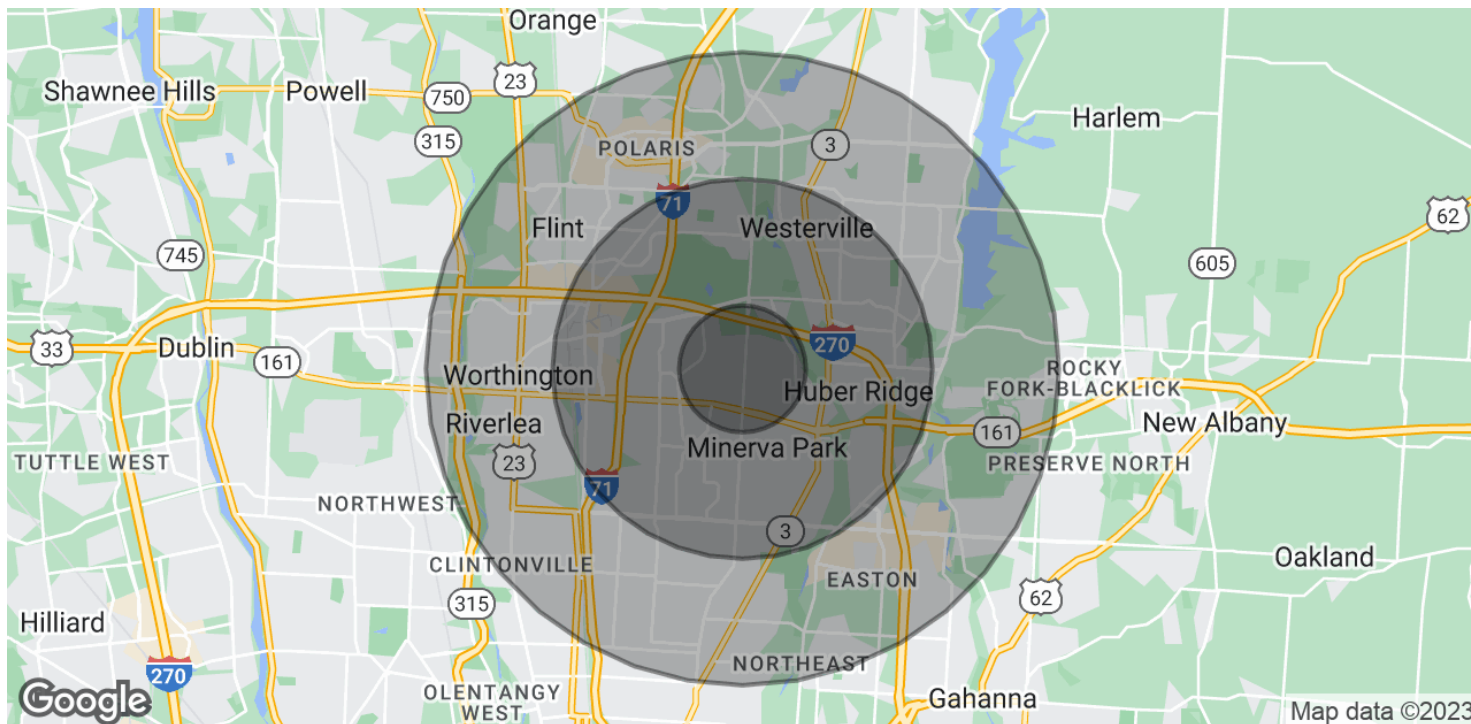 Orange
Shawnee Hills
Powell
23
750
315
Harlem
3
POLARIS
71
62
Flint
Westerville
745
605
33
Dublin
161
270
Worthington
Huber Ridge
ROCKY
FORK-BLACKLICK
Riverlea
New Albany
161
Minerva Park
TUTTLE WEST
23
PRESERVE NORTH
71
NORTHWEST
3
CLINTONVILLE
Oakland
EASTON
315
62
Hilliard
NORTHEAST
270
OLENTANGY
WEST
Gahanna
Google
Map data ©2023